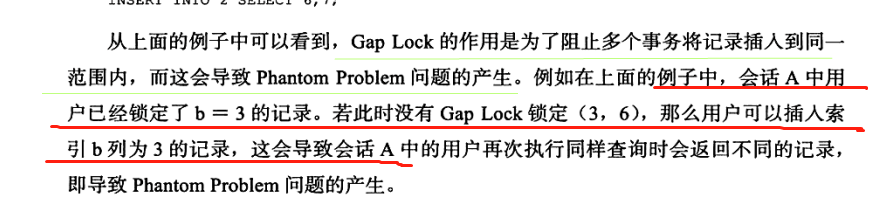 INSERT INTO z SELECT 6,7;
从上面的例子中可以看到，Gap Lock 的作用是为了阻止多个事务将记录插入到同一
范围内，而这会导致 Phantom Problem 问题的产生。例如在上面的例子中，会话 A 中用
户已经锁定了 b = 3 的记录。若此时没有 Gap Lock 锁定（3，6），那么用户可以插入索
引 b 列为 3 的记录，这会导致会话 A 中的用户再次执行同样查询时会返回不同的记录，
即导致 Phantom Problem 问题的产生。